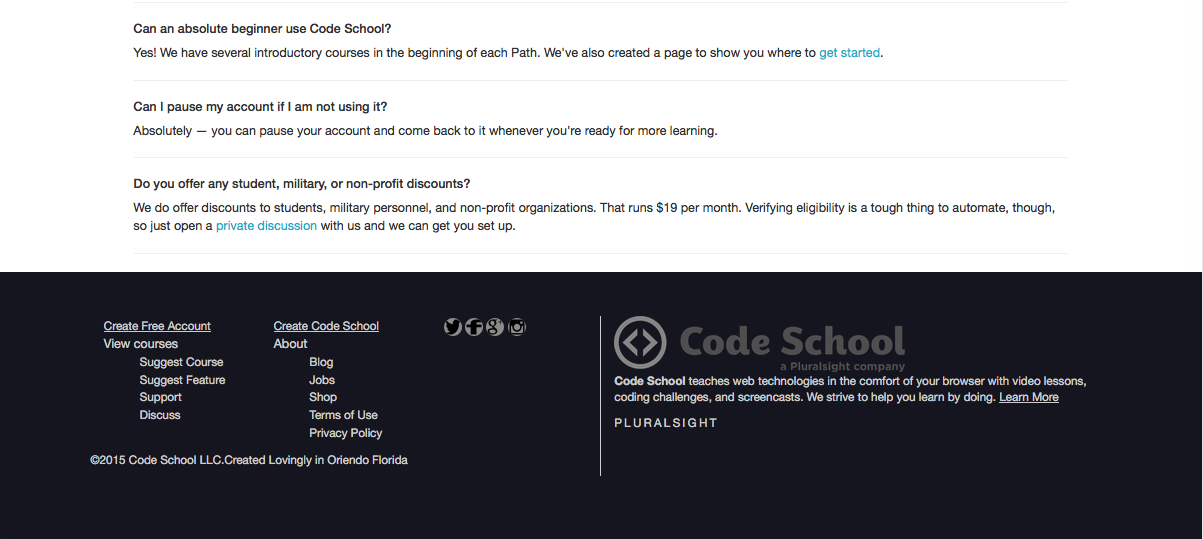 Can an absolute beginner use Code School?
Yes! We have several introductory courses in the beginning of each Path. We've also created a page to show you where to get started.
Can I pause my account if I am not using it?
Absolutely — you can pause your account and come back to it whenever you're ready for more learning.
Do you offer any student, military, or non-profit discounts?
We do offer discounts to students, military personnel, and non-profit organizations. That runs $19 per month. Verifying eligibility is a tough thing to automate, though,
so just open a private discussion with us and we can get you set up.
Create Free Account
View courses
Suggest Course
Suggest Feature
Support
Discuss
Create Code School
About
Blog
Jobs
Shop
Terms of Use
Privacy Policy
©2015 Code School LLC.Created Lovingly in Orlendo Florida
Code School
a Pluralsight company
Code School teaches web technologies in the comfort of your browser with video lessons,
coding challenges, and screencasts. We strive to help you learn by doing. Learn More
PLURALSIGHT